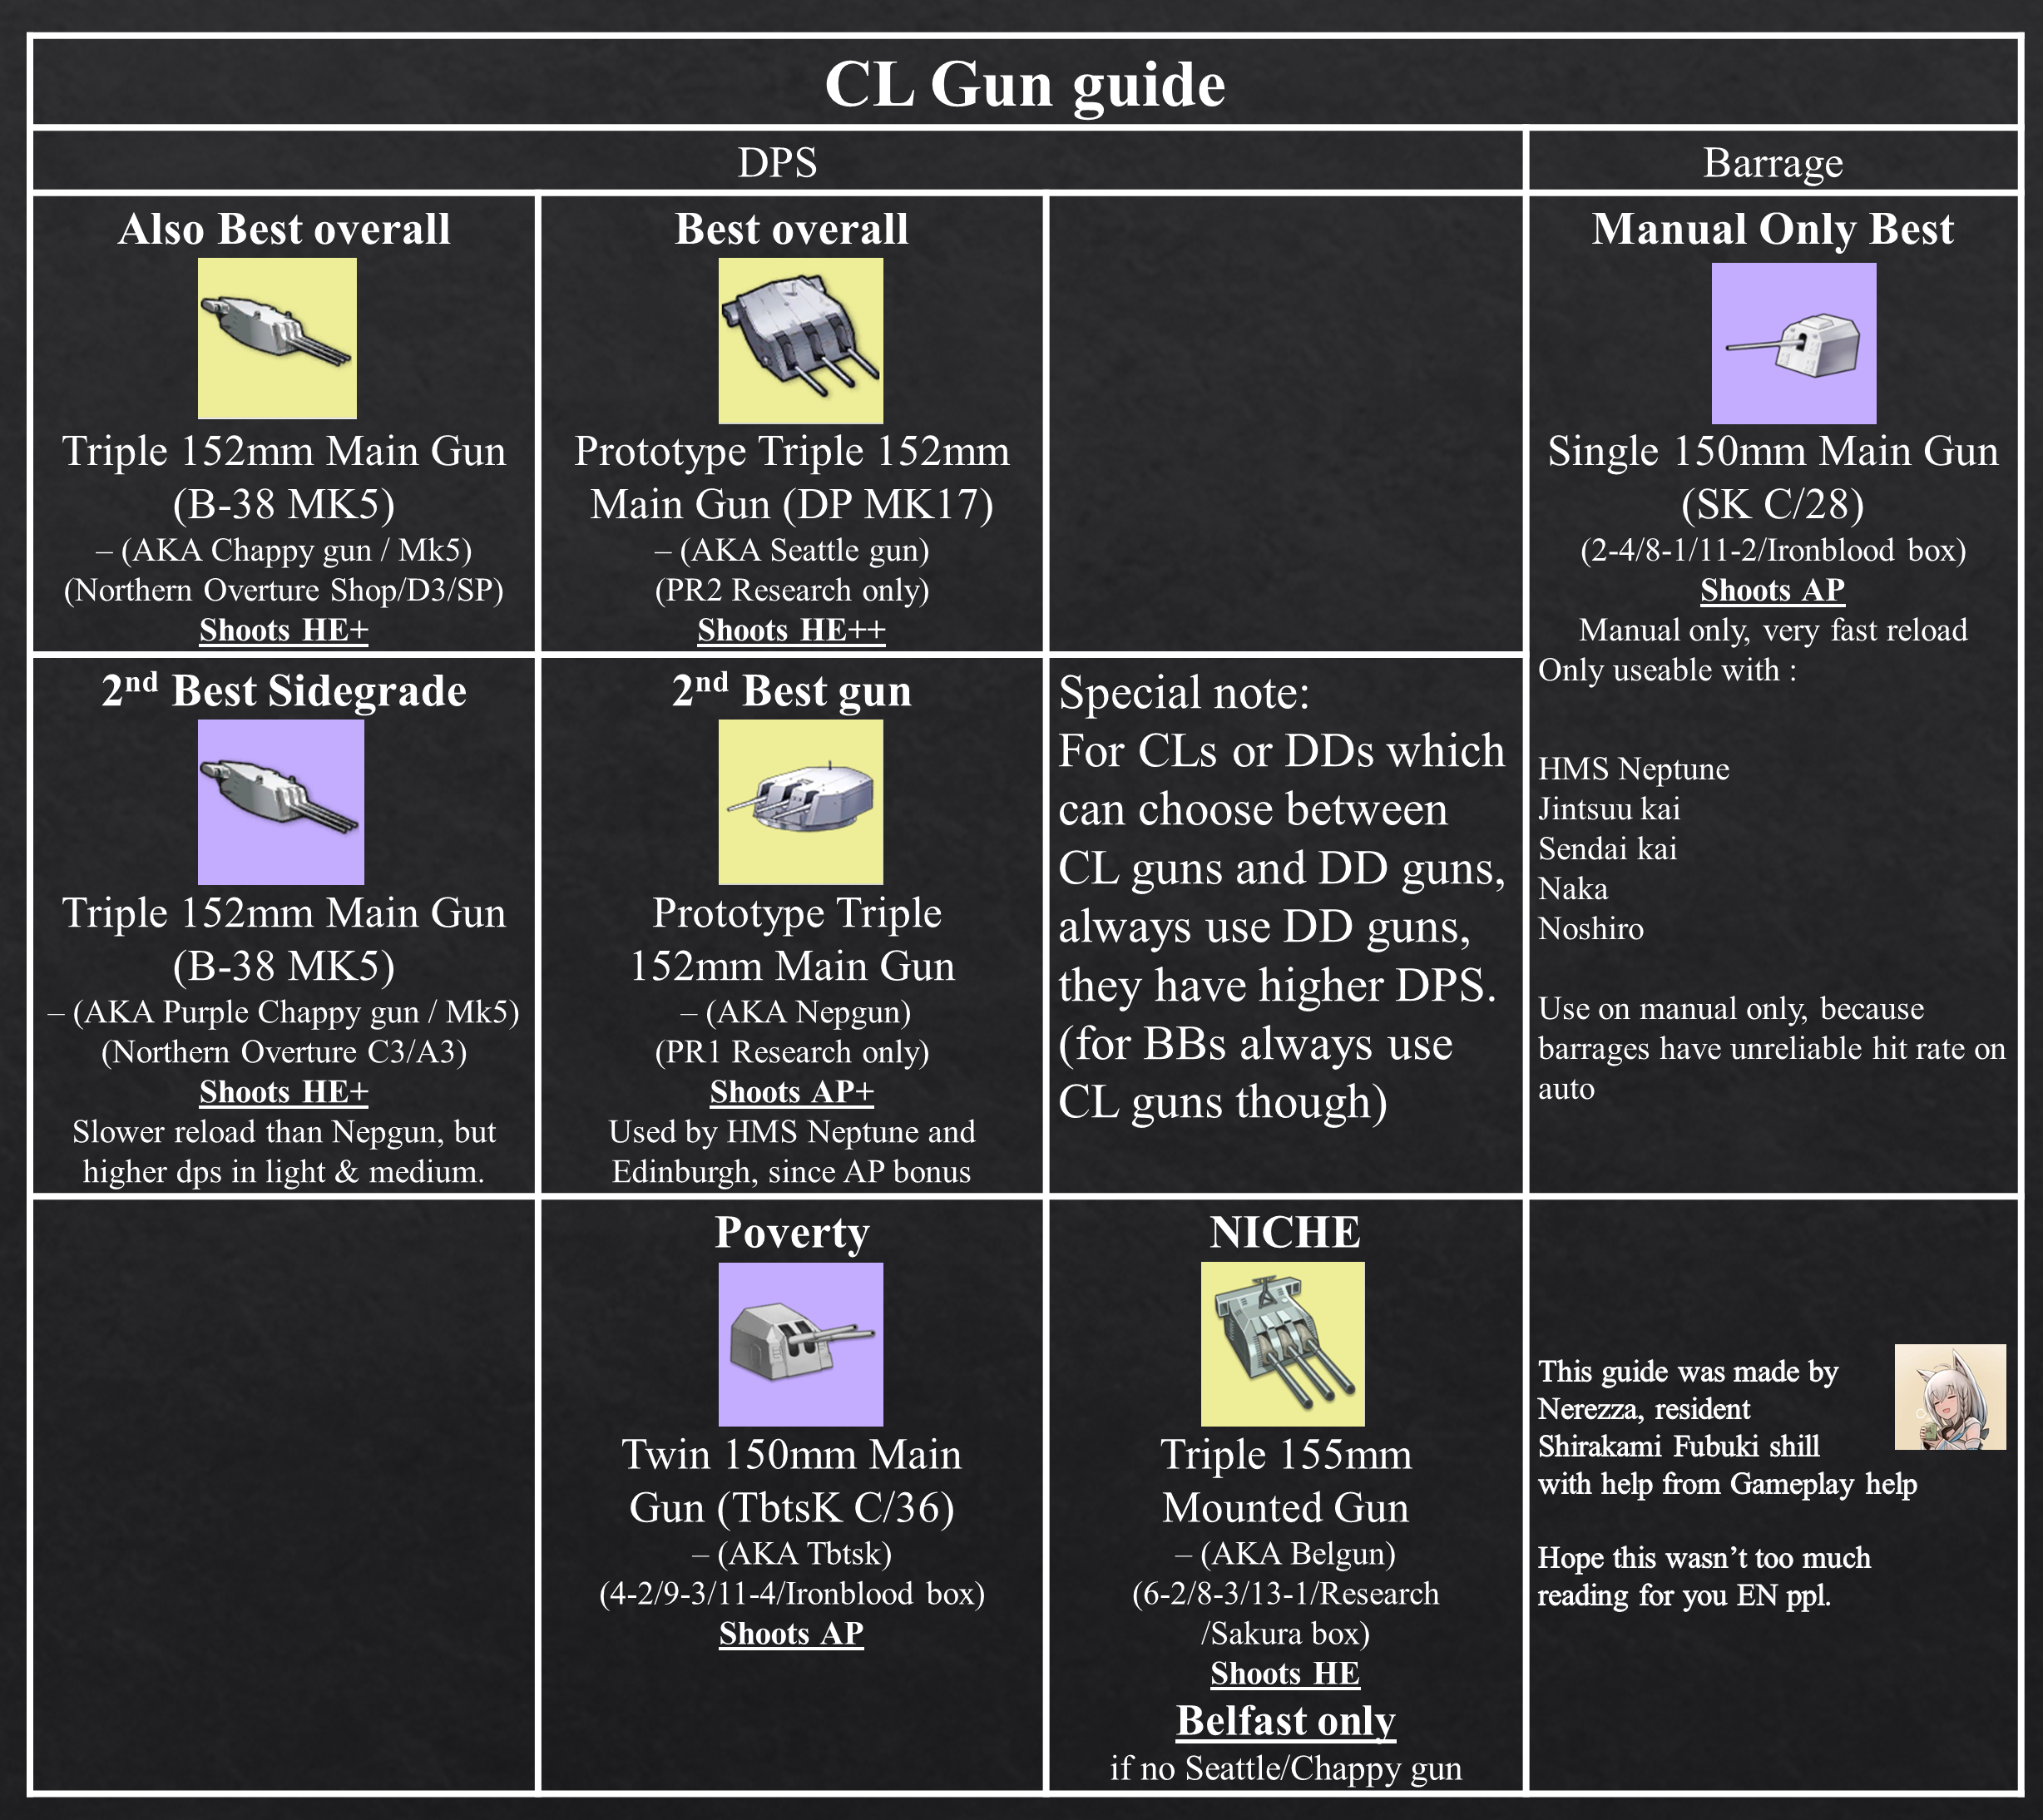 CL Gun guide
DPS
Barrage
Also Best overall
Triple 152mm Main Gun
(B-38 MK5)
– (AKA Chappy gun / Mk5)
(Northern Overture Shop/D3/SP)
Shoots HE+
Best overall
Prototype Triple 152mm
Main Gun (DP MK17)
– (AKA Seattle gun)
(PR2 Research only)
Shoots HE++
Manual Only Best
Single 150mm Main Gun
(SK C/28)
(2-4/8-1/11-2/Ironblood box)
Shoots AP
Manual only, very fast reload
Only useable with :
HMS Neptune
Jintsuu kai
Sendai kai
Naka
Noshiro
Use on manual only, because
barrages have unreliable hit rate on
auto
2nd Best Sidegrade
Triple 152mm Main Gun
(B-38 MK5)
– (AKA Purple Chappy gun / Mk5)
(Northern Overture C3/A3)
Shoots HE+
Slower reload than Nepgun, but
higher dps in light & medium.
2nd Best gun
Prototype Triple
152mm Main Gun
– (AKA Nepgun)
(PR1 Research only)
Shoots AP+
Used by HMS Neptune and
Edinburgh, since AP bonus
Special note:
For CLs or DDs which
can choose between
CL guns and DD guns,
always use DD guns,
they have higher DPS.
(for BBs always use
CL guns though)
Poverty
Twin 150mm Main
Gun (TbtsK C/36)
– (AKA Tbtsk)
(4-2/9-3/11-4/Ironblood box)
Shoots AP
NICHE
Triple 155mm
Mounted Gun
– (AKA Belgun)
(6-2/8-3/13-1/Research
/Sakura box)
Shoots HE
Belfast only
if no Seattle/Chappy gun
This guide was made by
Nerezza, resident
Shirakami Fubuki shill
with help from Gameplay help
Hope this wasn’t too much
reading for you EN ppl.